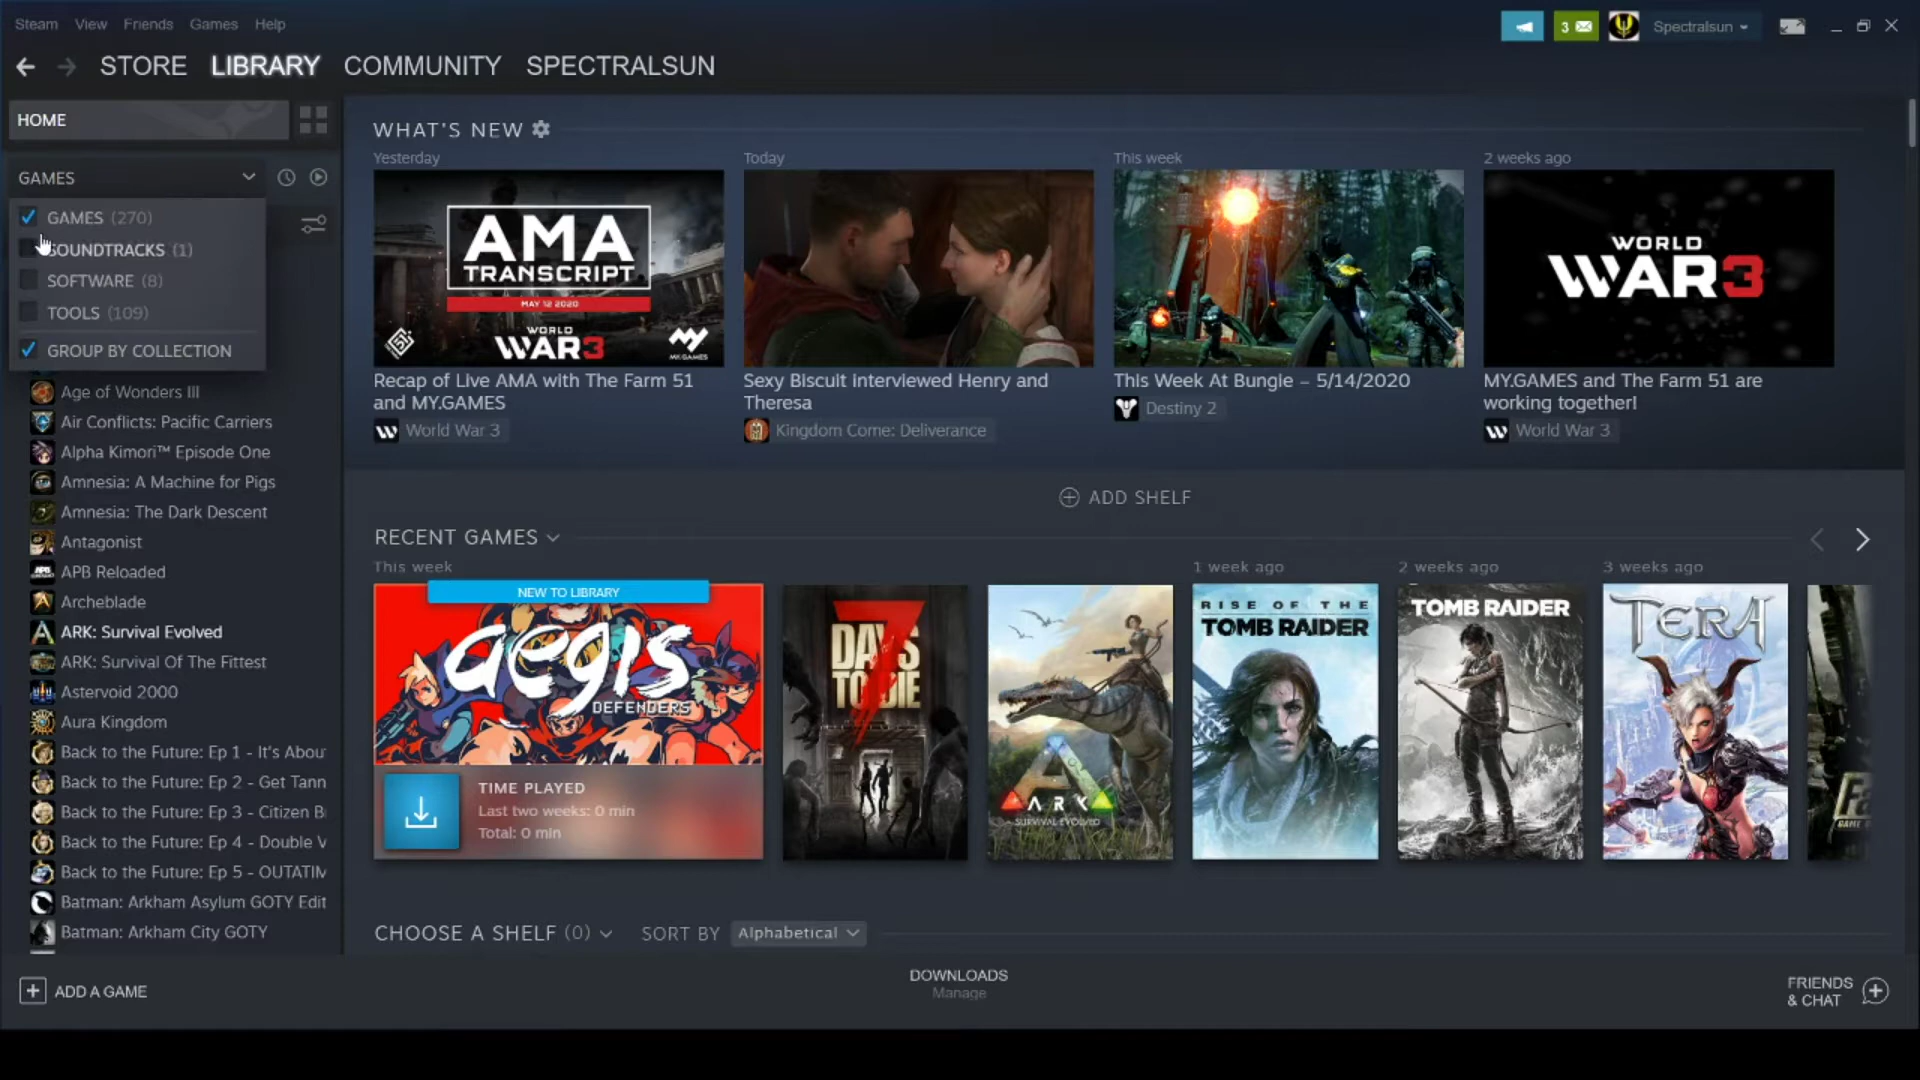 Steam View Friends Games Help
3
Spectralsun
STORE LIBRARY COMMUNITY SPECTRALSUN
HOME
GAMES
GAMES (270)
SOUNDTRACKS (1)
SOFTWARE (8)
TOOLS (109)
GROUP BY COLLECTION
Age of Wonders III
Air Conflicts: Pacific Carriers
Alpha Kimori™ Episode One
Amnesia: A Machine for Pigs
Amnesia: The Dark Descent
Antagonist
APB Reloaded
Archeblade
ARK: Survival Evolved
ARK: Survival Of The Fittest
Astervoid 2000
Aura Kingdom
Back to the Future: Ep 1 - It's Abou
Back to the Future: Ep 2 - Get Tann
Back to the Future: Ep 3 - Citizen B
Back to the Future: Ep 4 - Double V
Back to the Future: Ep 5 - OUTATIM
Batman: Arkham Asylum GOTY Edit
Batman: Arkham City GOTY
ADD A GAME
WHAT'S NEW
Yesterday
AMA
TRANSCRIPT
MAY 12 2020
WORLD
WAR3
MY.GAMES
Recap of Live AMA with The Farm 51
and MY.GAMES
World War 3
Today
Sexy Biscuit Interviewed Henry and
Theresa
Kingdom Come: Deliverance
This week
This Week At Bungie – 5/14/2020
Destiny 2
2 weeks ago
WORLD
WAR3
MY.GAMES and The Farm 51 are
working together!
World War 3
ADD SHELF
RECENT GAMES
This week
NEW TO LIBRARY
aegis
DEFENDERS
TIME PLAYED
Last two weeks: 0 min
Total: 0 min
7
DAYS
TO DIE
ARK
SURVIVAL EVOLVED
1 week ago
RISE OF THE
TOMB RAIDER
2 weeks ago
TOMB RAIDER
3 weeks ago
TERA
CHOOSE A SHELF (0) SORT BY Alphabetical
DOWNLOADS
Manage
FRIENDS
& CHAT